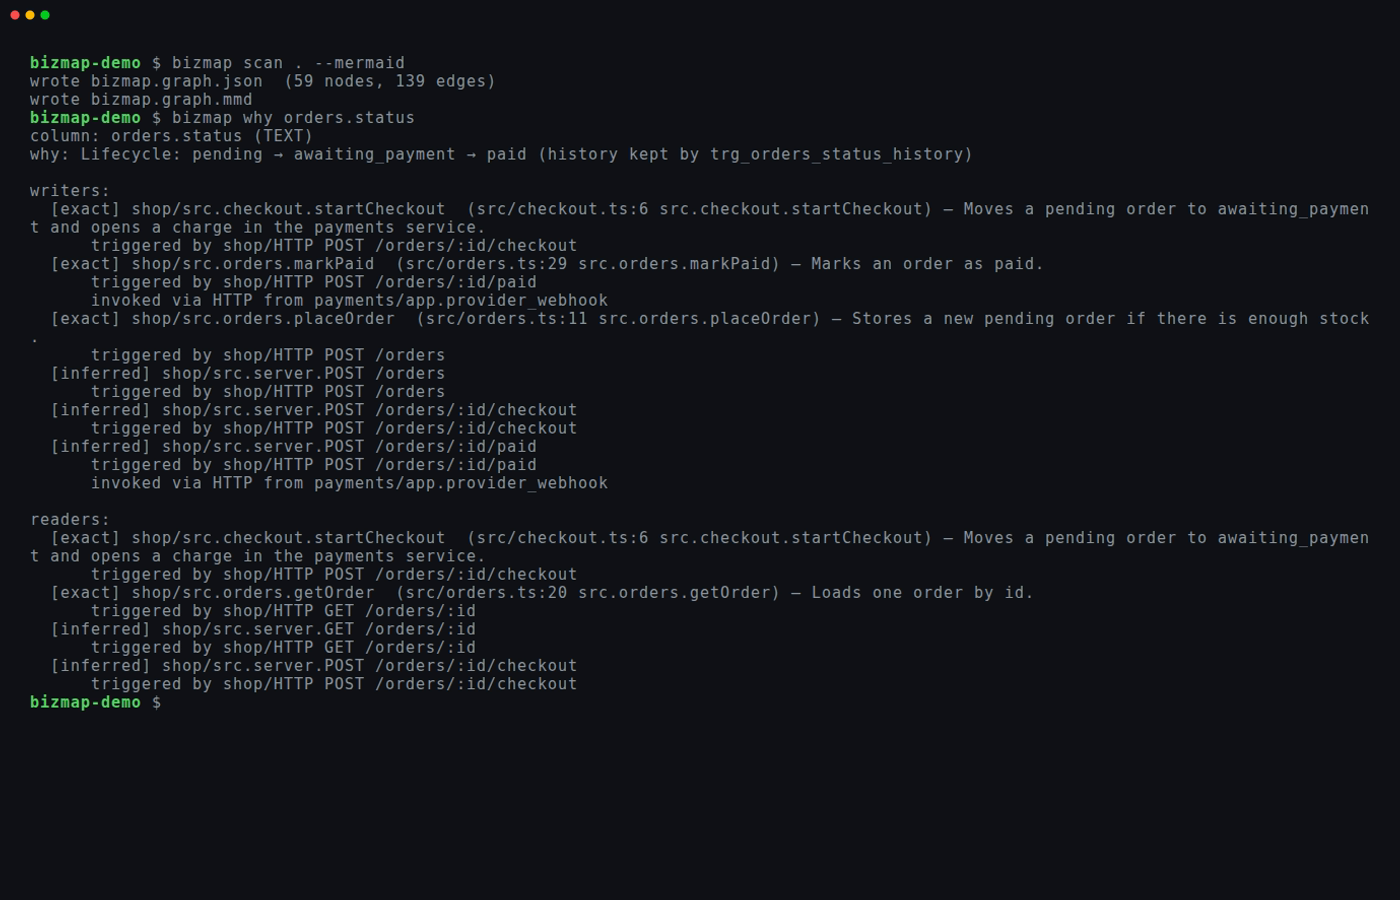 bizmap-demo $ bizmap scan . --mermaid
wrote bizmap.graph.json  (59 nodes, 139 edges)
wrote bizmap.graph.mmd
bizmap-demo $ bizmap why orders.status
column: orders.status (TEXT)
why: Lifecycle: pending → awaiting_payment → paid (history kept by trg_orders_status_history)

writers:
  [exact] shop/src.checkout.startCheckout  (src/checkout.ts:6 src.checkout.startCheckout) — Moves a pending order to awaiting_paymen
t and opens a charge in the payments service.
      triggered by shop/HTTP POST /orders/:id/checkout
  [exact] shop/src.orders.markPaid  (src/orders.ts:29 src.orders.markPaid) — Marks an order as paid.
      triggered by shop/HTTP POST /orders/:id/paid
      invoked via HTTP from payments/app.provider_webhook
  [exact] shop/src.orders.placeOrder  (src/orders.ts:11 src.orders.placeOrder) — Stores a new pending order if there is enough stock
.
      triggered by shop/HTTP POST /orders
  [inferred] shop/src.server.POST /orders
      triggered by shop/HTTP POST /orders
  [inferred] shop/src.server.POST /orders/:id/checkout
      triggered by shop/HTTP POST /orders/:id/checkout
  [inferred] shop/src.server.POST /orders/:id/paid
      triggered by shop/HTTP POST /orders/:id/paid
      invoked via HTTP from payments/app.provider_webhook

readers:
  [exact] shop/src.checkout.startCheckout  (src/checkout.ts:6 src.checkout.startCheckout) — Moves a pending order to awaiting_paymen
t and opens a charge in the payments service.
      triggered by shop/HTTP POST /orders/:id/checkout
  [exact] shop/src.orders.getOrder  (src/orders.ts:20 src.orders.getOrder) — Loads one order by id.
      triggered by shop/HTTP GET /orders/:id
  [inferred] shop/src.server.GET /orders/:id
      triggered by shop/HTTP GET /orders/:id
  [inferred] shop/src.server.POST /orders/:id/checkout
      triggered by shop/HTTP POST /orders/:id/checkout
bizmap-demo $